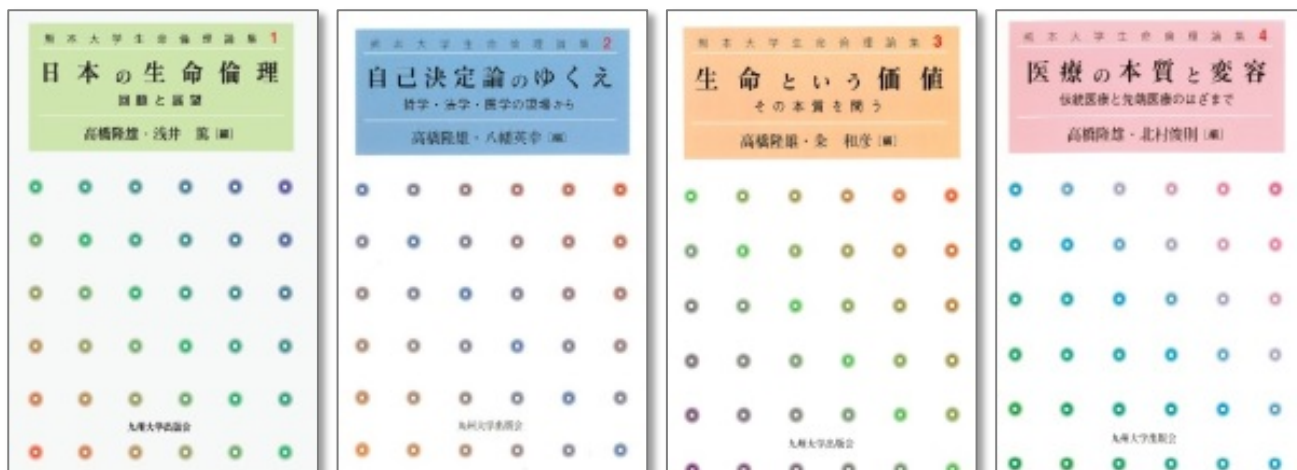 熊本大学生命倫理論集1
日本の生命倫理
回顧と展望
高橋隆雄・浅井 篤[編]
九州大学出版会
熊本大学生命倫理論集2
自己決定論のゆくえ
哲学・法学・医学の現場から
高橋隆雄・八幡英幸[編]
九州大学出版会
熊本大学生命倫理論集3
生命という価値
その本質を問う
高橋隆雄・粂 和彦[編]
九州大学出版会
熊本大学生命倫理論集4
医療の本質と変容
伝統医療と先端医療のはざまで
高橋隆雄・北村俊則[編]
九州大学出版会